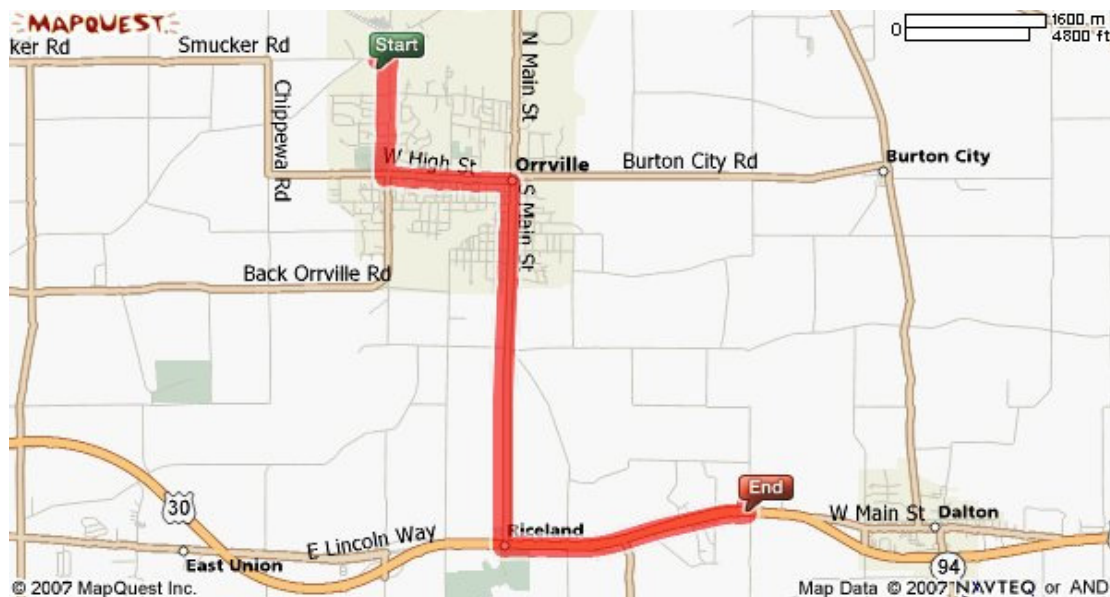 MAPQUEST
1600 m
0
4800 ft
ker Rd
Smucker Rd
Start
N Main St
Chippewa Rd
W High St
Orrville
Burton City Rd
Burton City
S Main St
Back Orrville Rd
End
30
W Main St
Dalton
Riceland
E Lincoln Way
East Union
94
© 2007 MapQuest Inc.
Map Data © 2007 NAVTEQ or AND